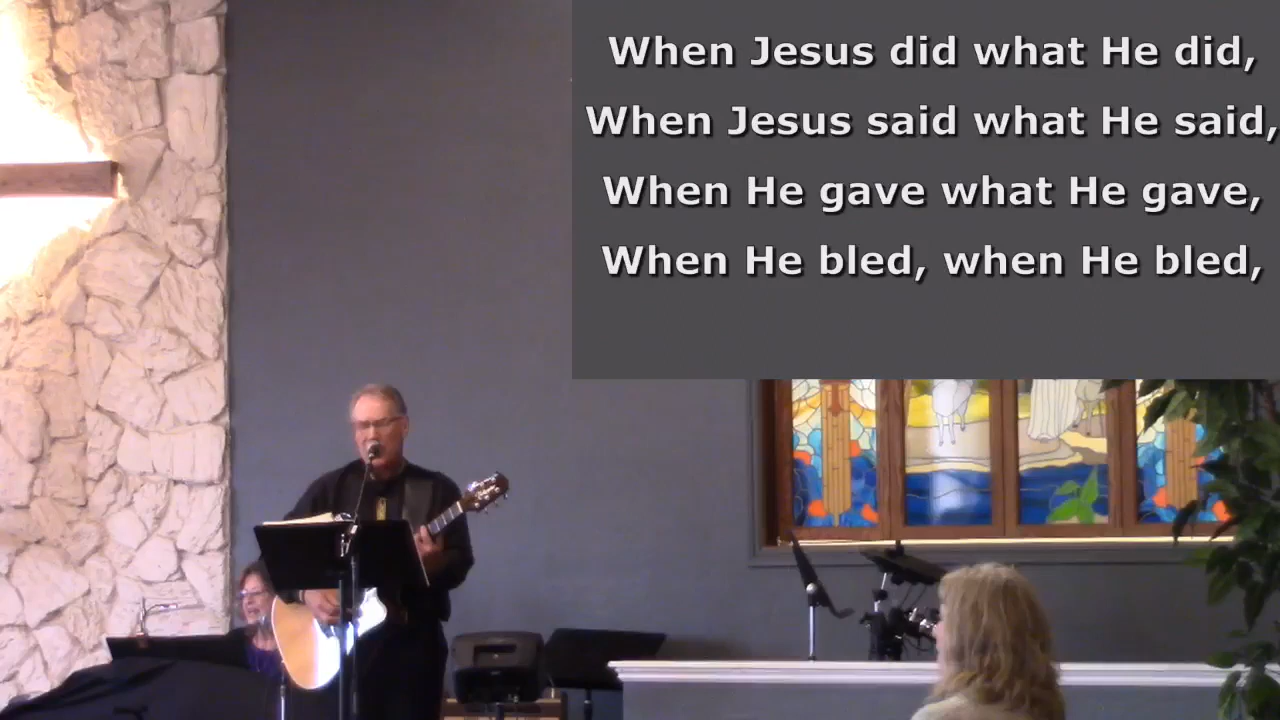 When Jesus did what He did,
When Jesus said what He said,
When He gave what He gave,
When He bled, when He bled,